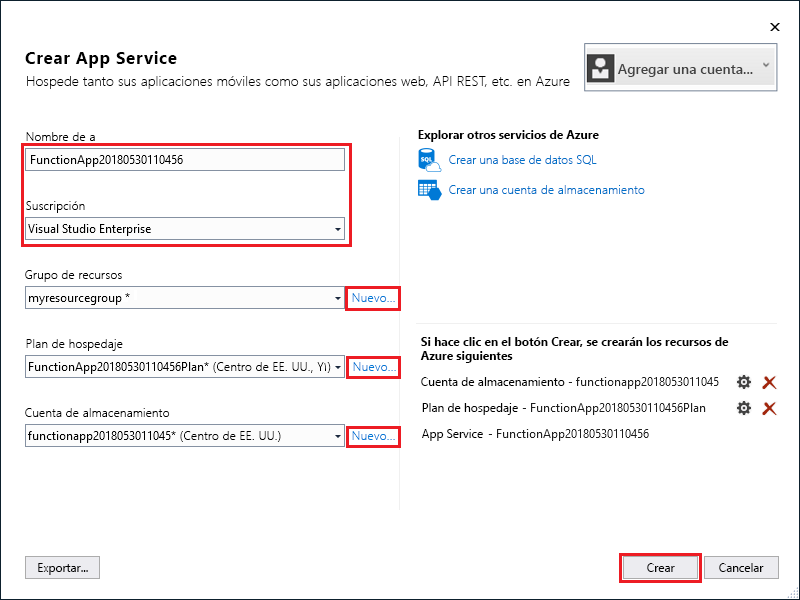 Crear App Service
Hospede tanto sus aplicaciones móviles como sus aplicaciones web, API REST, etc. en Azure
Agregar una cuenta...
Nombre de a
FunctionApp20180530110456
Suscripción
Visual Studio Enterprise
Grupo de recursos
myresourcegroup *
Nuevo...
Plan de hospedaje
FunctionApp20180530110456Plan* (Centro de EE. UU., Y1)
Nuevo...
Cuenta de almacenamiento
functionapp2018053011045* (Centro de EE. UU.)
Nuevo...
Explorar otros servicios de Azure
SQL
Crear una base de datos SQL
Crear una cuenta de almacenamiento
Si hace clic en el botón Crear, se crearán los recursos de
Azure siguientes
Cuenta de almacenamiento - functionapp2018053011045
Plan de hospedaje - FunctionApp20180530110456Plan
App Service - FunctionApp20180530110456
Exportar...
Crear
Cancelar